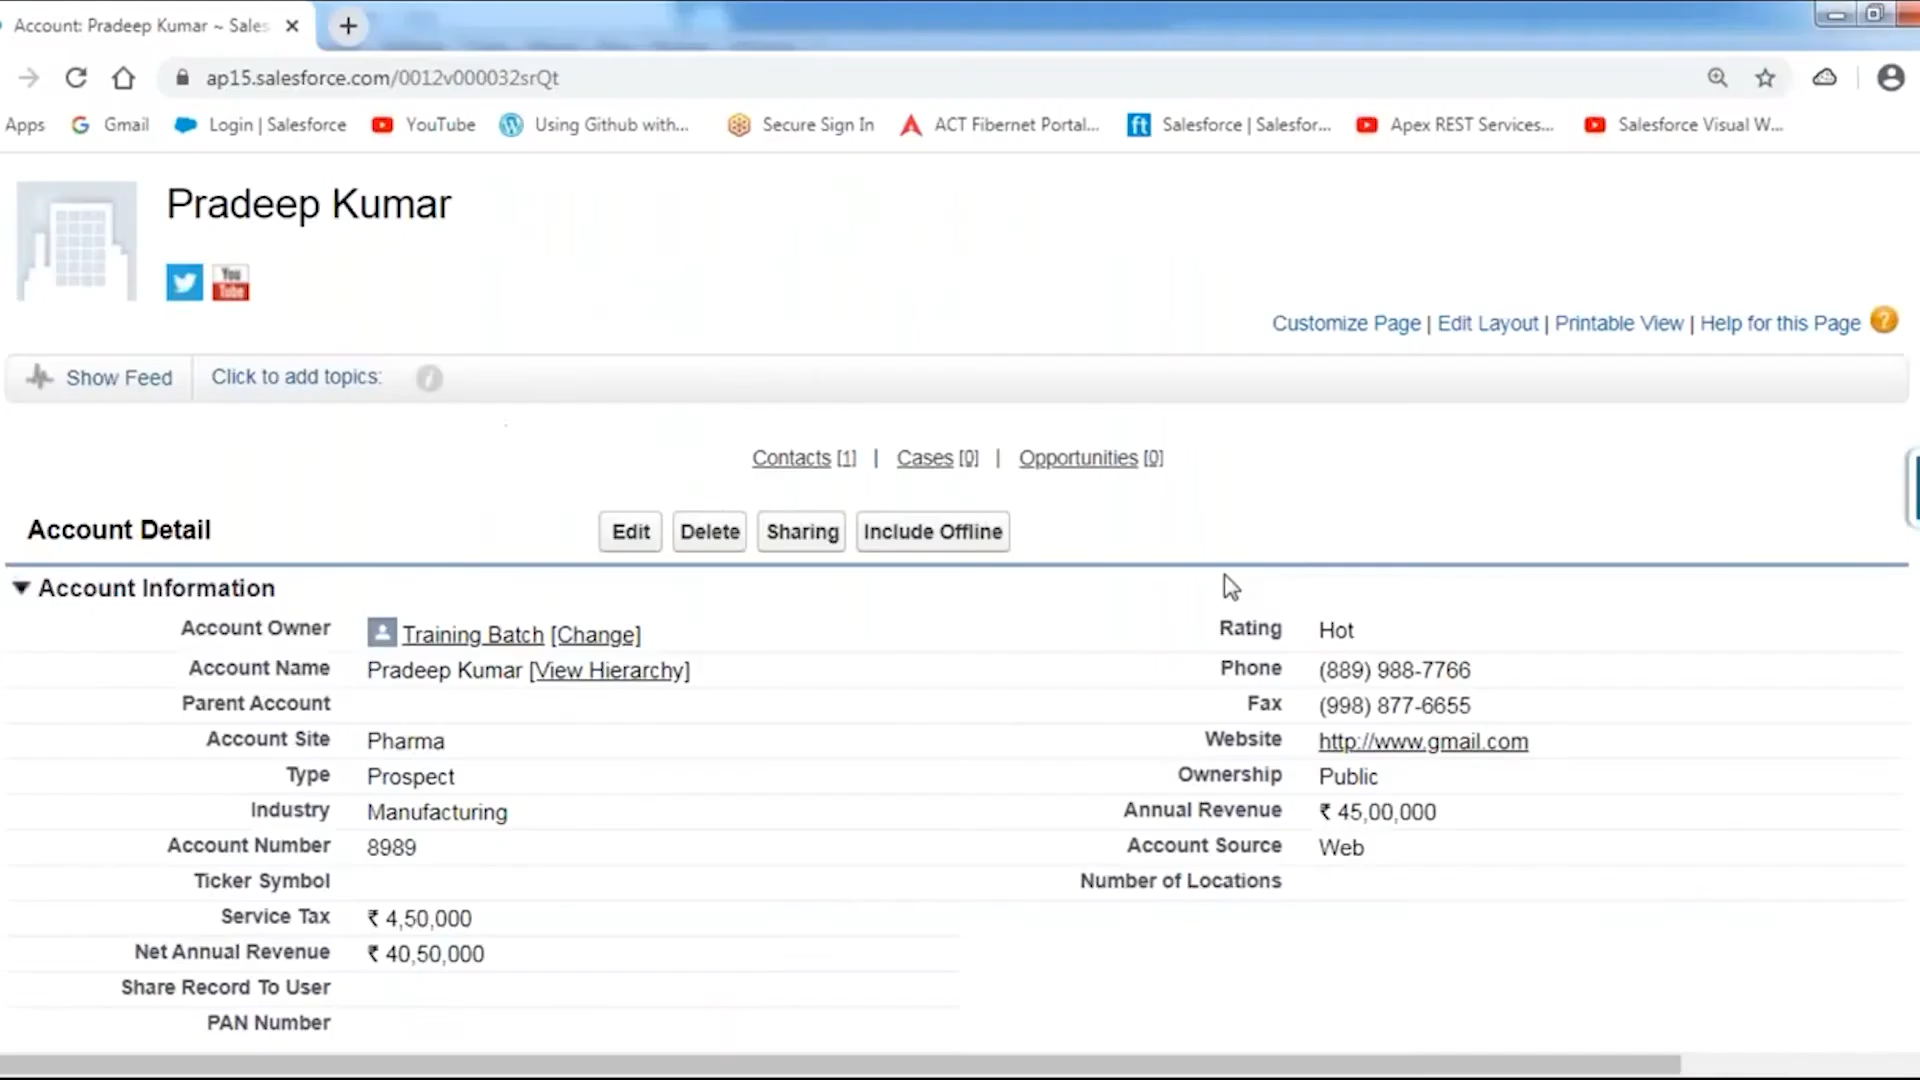 Account: Pradeep Kumar ~ Sales
ap15.salesforce.com/0012v000032srQt
Apps Gmail Login | Salesforce YouTube Using Github with... Secure Sign In ACT Fibernet Portal... ft Salesforce | Salesfor... Apex REST Services... Salesforce Visual W...
Pradeep Kumar
You Tube
Customize Page | Edit Layout | Printable View | Help for this Page ?
Show Feed Click to add topics: i
Contacts [1] | Cases [0] | Opportunities [0]
Account Detail Edit Delete Sharing Include Offline
Account Information
Account Owner Training Batch [Change] Rating Hot
Account Name Pradeep Kumar [View Hierarchy] Phone (889) 988-7766
Parent Account Fax (998) 877-6655
Account Site Pharma Website http://www.gmail.com
Type Prospect Ownership Public
Industry Manufacturing Annual Revenue ₹ 45,00,000
Account Number 8989 Account Source Web
Ticker Symbol Number of Locations
Service Tax ₹ 4,50,000
Net Annual Revenue ₹ 40,50,000
Share Record To User
PAN Number